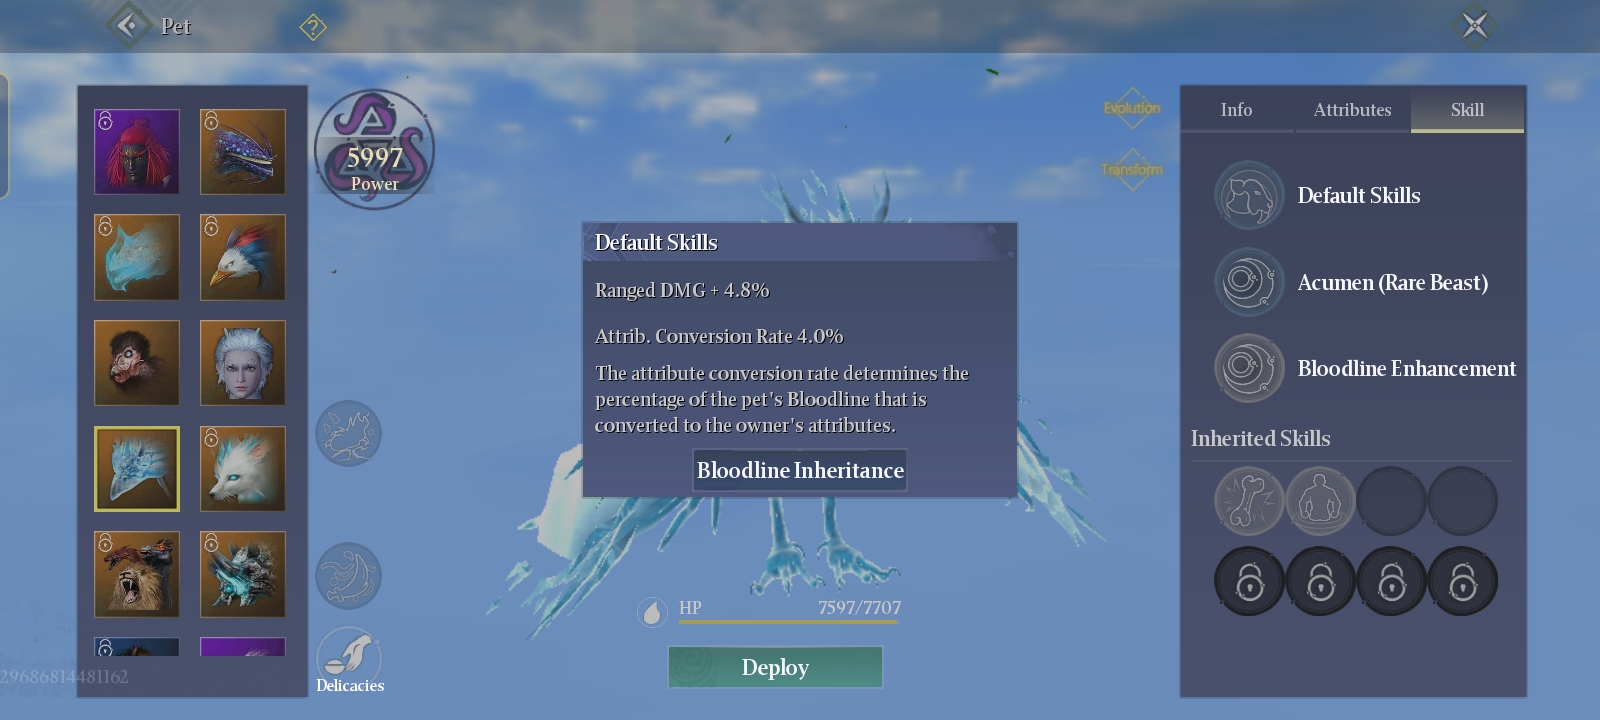 Pet
?
5997
Power
Evolution
Transform
Info
Attributes
Skill
Default Skills
Acumen (Rare Beast)
Bloodline Enhancement
Inherited Skills
Default Skills
Ranged DMG + 4.8%
Attrib. Conversion Rate 4.0%
The attribute conversion rate determines the
percentage of the pet's Bloodline that is
converted to the owner's attributes.
Bloodline Inheritance
HP
7597/7707
Deploy
Delicacies
29686814481162